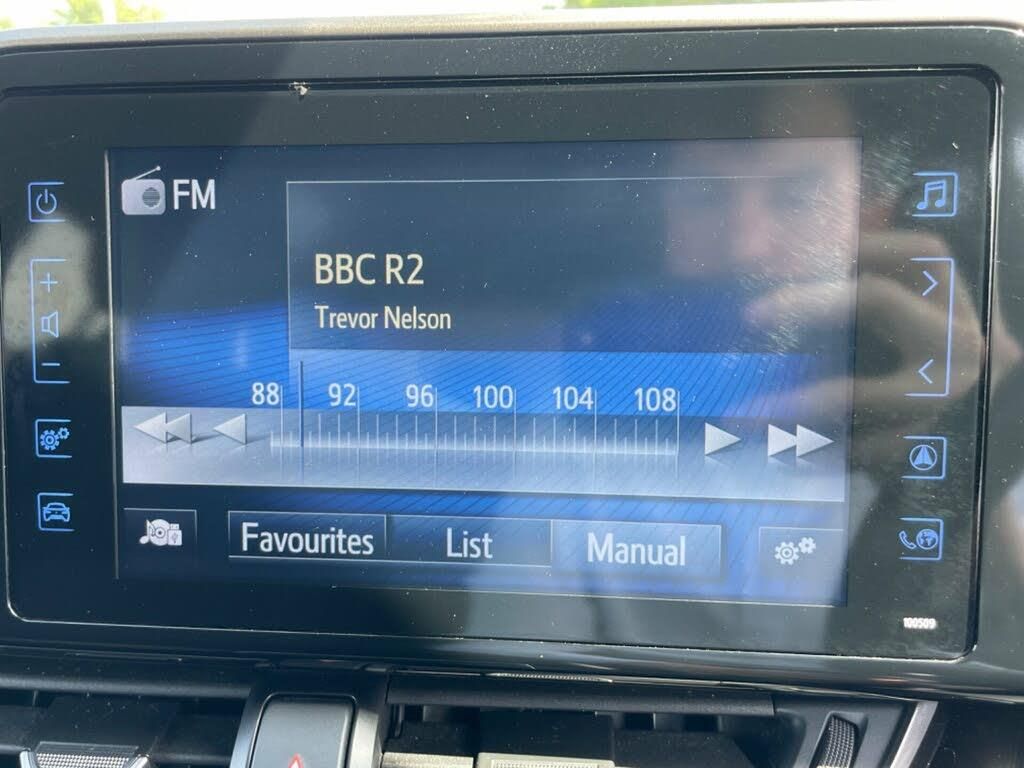 FM
BBC R2
Trevor Nelson
88 92 96 100 104 108
Favourites List Manual
100509